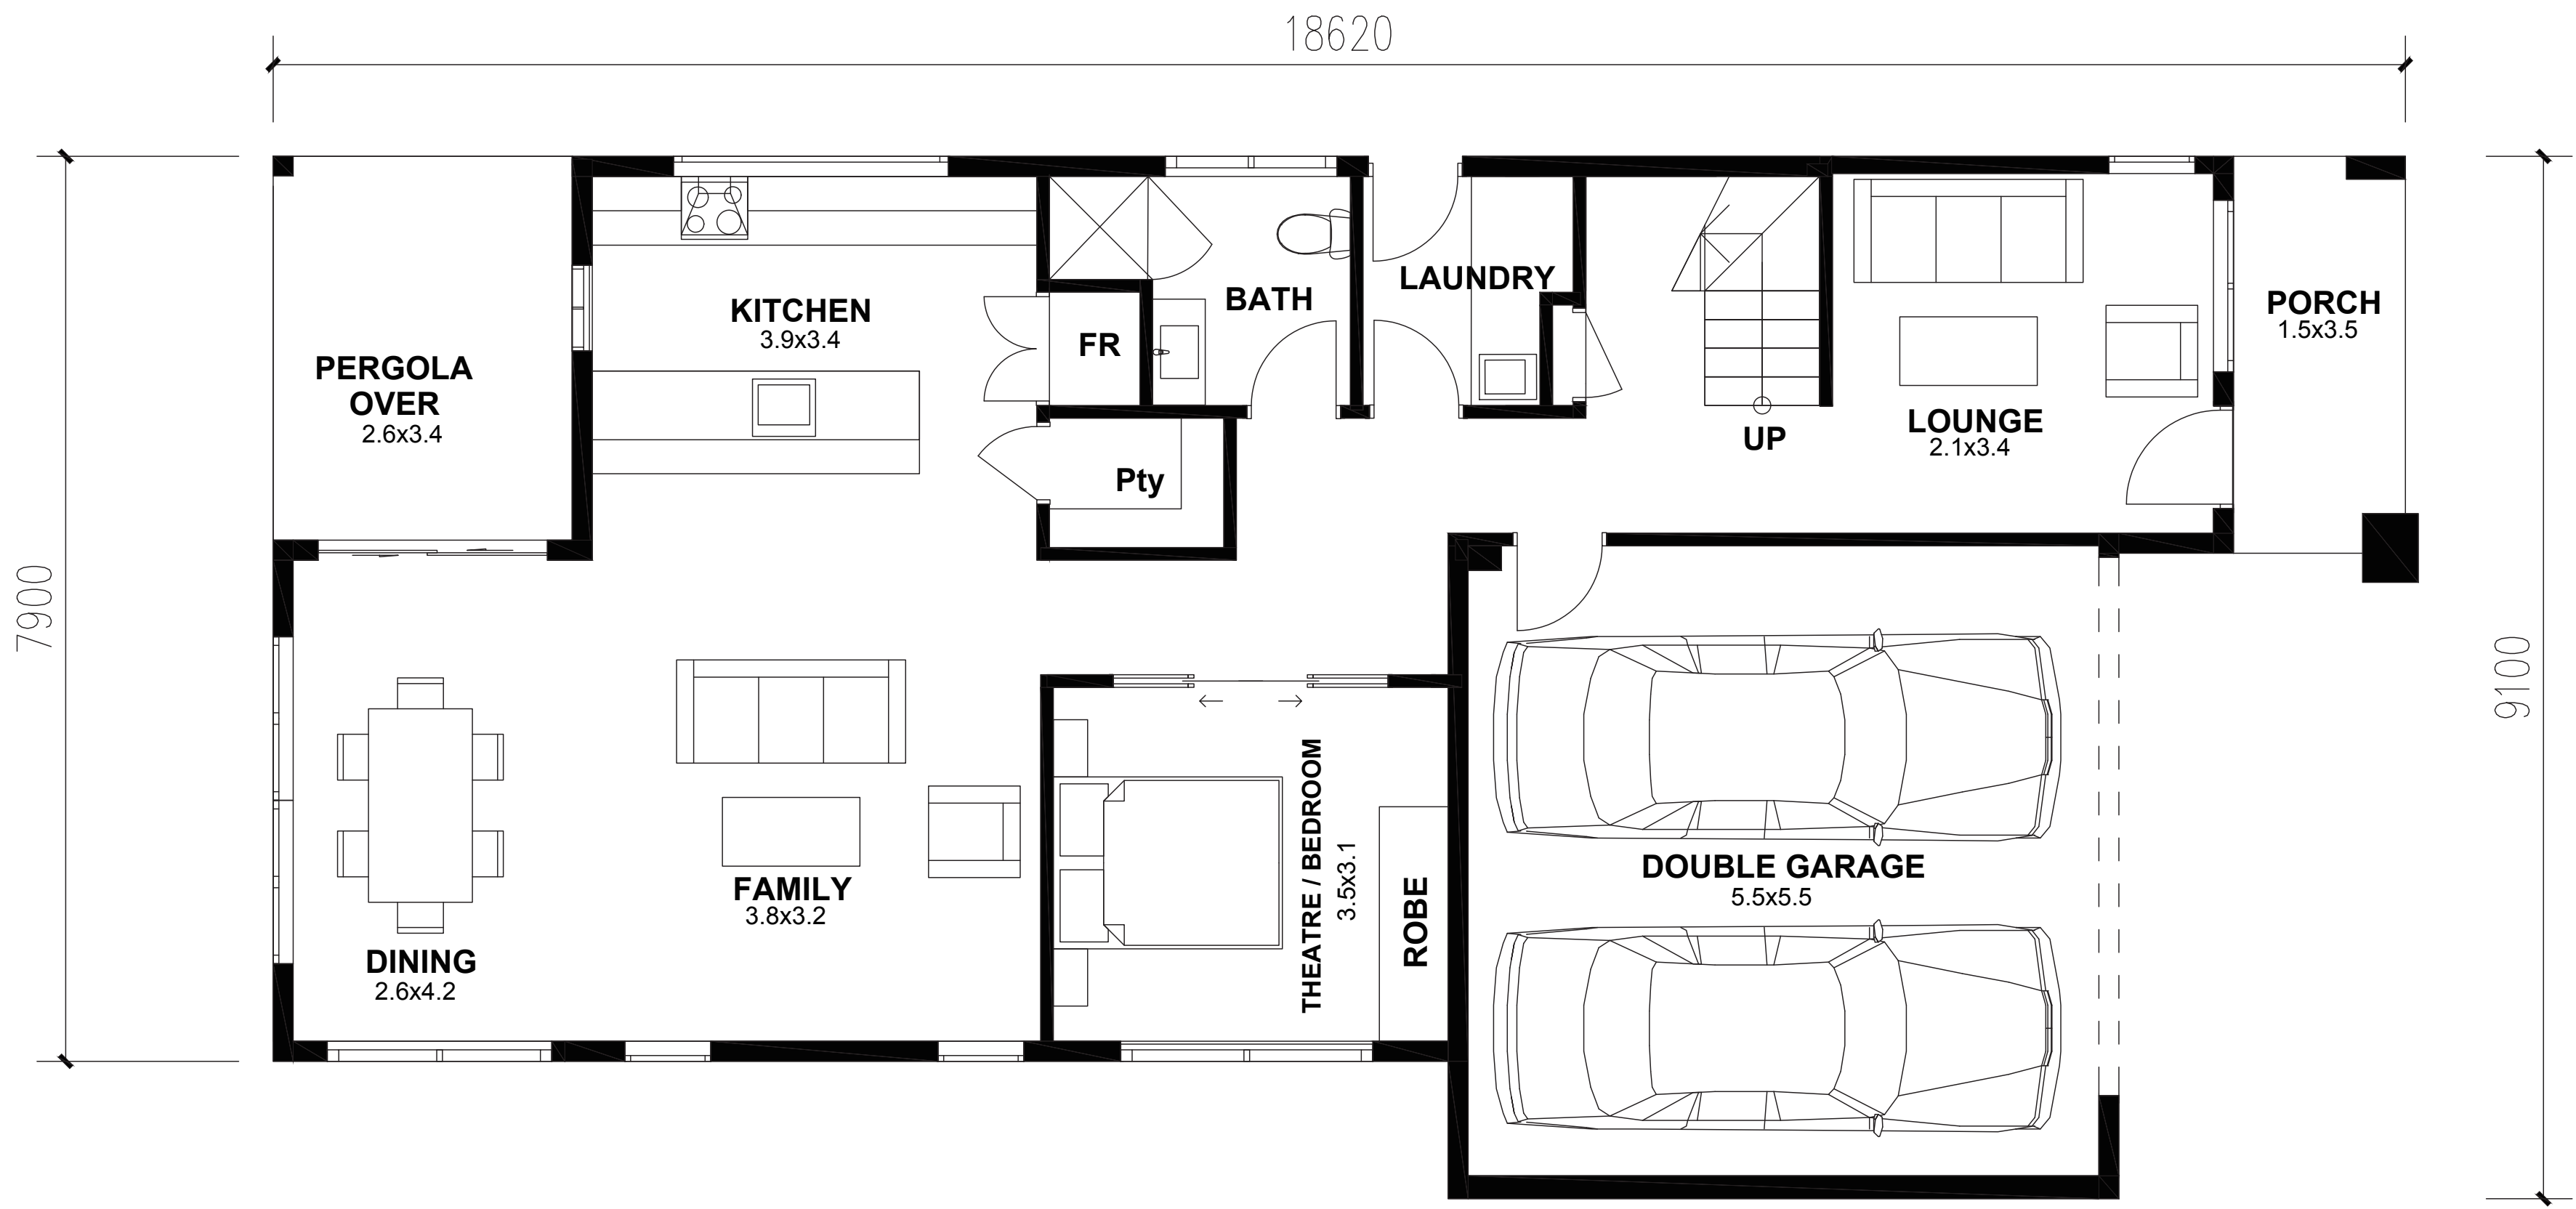 18620
7900
9100
PERGOLA
OVER
2.6x3.4
KITCHEN
3.9x3.4
FR
BATH
LAUNDRY
UP
LOUNGE
2.1x3.4
PORCH
1.5x3.5
Pty
DINING
2.6x4.2
FAMILY
3.8x3.2
THEATRE / BEDROOM
3.5x3.1
ROBE
DOUBLE GARAGE
5.5x5.5